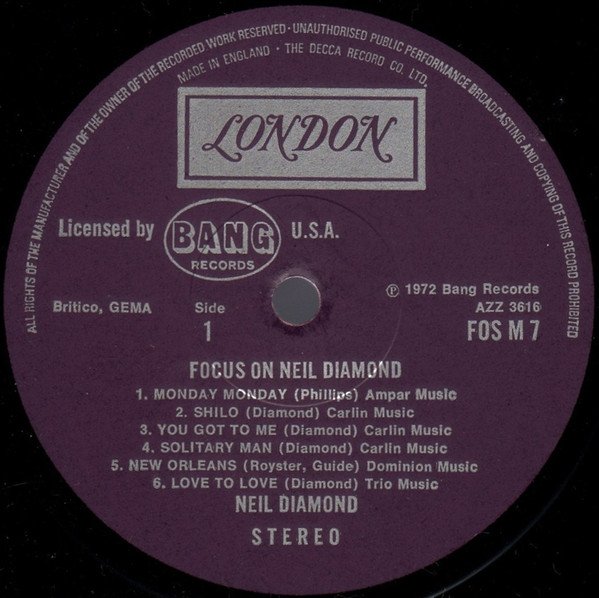 ALL RIGHTS OF THE MANUFACTURER AND OF THE OWNER OF THE RECORDED WORK RESERVED · UNAUTHORISED PUBLIC PERFORMANCE BROADCASTING AND COPYING OF THIS RECORD PROHIBITED
MADE IN ENGLAND · THE DECCA RECORD CO. LTD.
LONDON
Licensed by BANG RECORDS U.S.A.
℗ 1972 Bang Records
Britico, GEMA Side AZZ 3616
1 FOS M 7
FOCUS ON NEIL DIAMOND
1. MONDAY MONDAY (Phillips) Ampar Music
2. SHILO (Diamond) Carlin Music
3. YOU GOT TO ME (Diamond) Carlin Music
4. SOLITARY MAN (Diamond) Carlin Music
5. NEW ORLEANS (Royster, Guide) Dominion Music
6. LOVE TO LOVE (Diamond) Trio Music
NEIL DIAMOND
STEREO